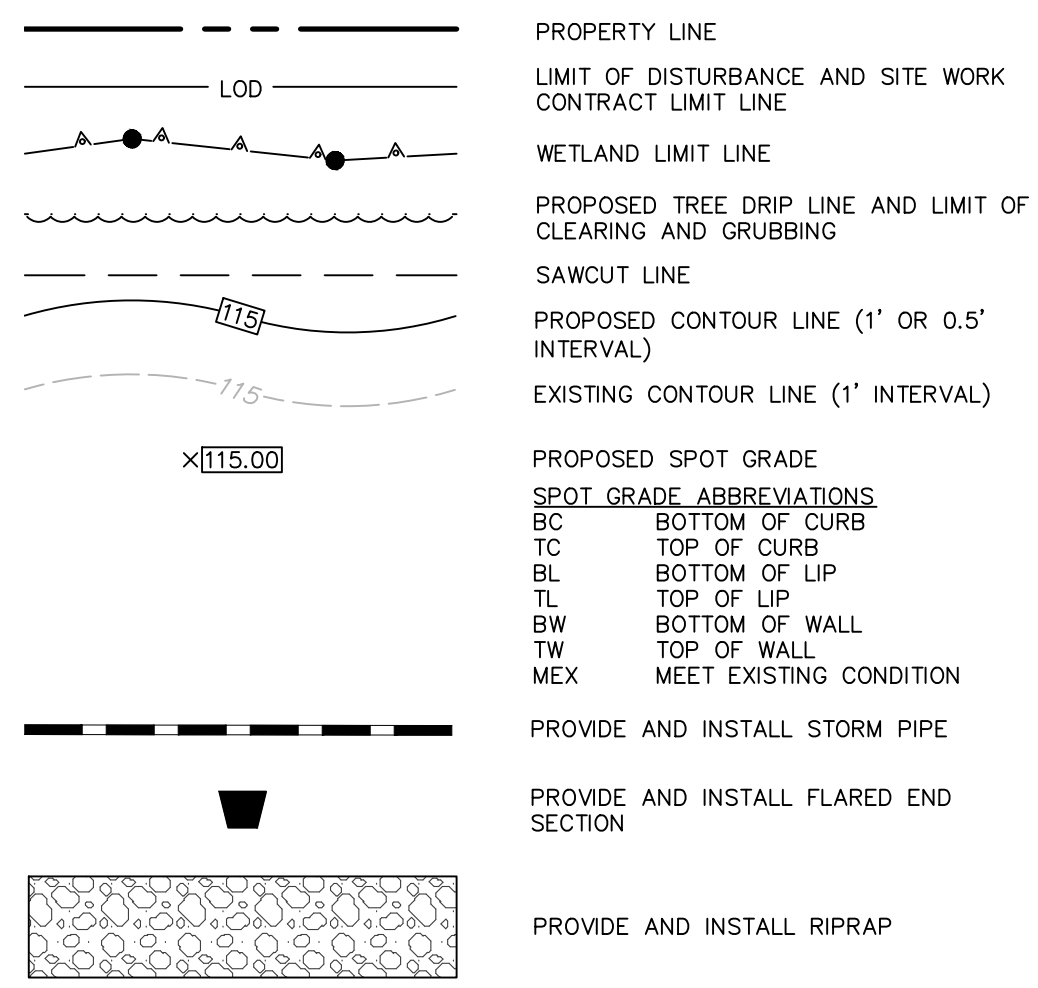 PROPERTY LINE
LOD
LIMIT OF DISTURBANCE AND SITE WORK
CONTRACT LIMIT LINE
WETLAND LIMIT LINE
PROPOSED TREE DRIP LINE AND LIMIT OF
CLEARING AND GRUBBING
SAWCUT LINE
115
PROPOSED CONTOUR LINE (1' OR 0.5'
INTERVAL)
115
EXISTING CONTOUR LINE (1' INTERVAL)
×115.00
PROPOSED SPOT GRADE
SPOT GRADE ABBREVIATIONS
BC BOTTOM OF CURB
TC TOP OF CURB
BL BOTTOM OF LIP
TL TOP OF LIP
BW BOTTOM OF WALL
TW TOP OF WALL
MEX MEET EXISTING CONDITION
PROVIDE AND INSTALL STORM PIPE
PROVIDE AND INSTALL FLARED END
SECTION
PROVIDE AND INSTALL RIPRAP